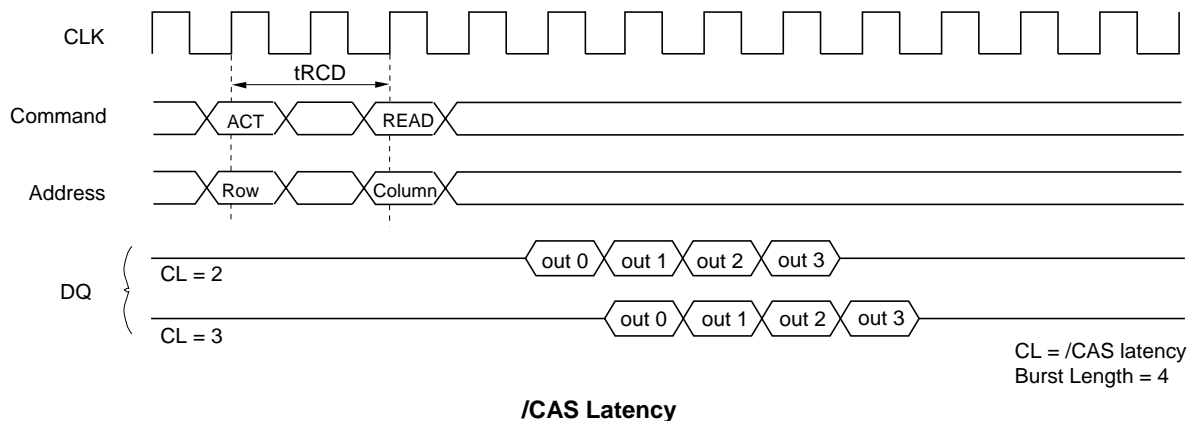 CLK
tRCD
Command
ACT
READ
Address
Row
Column
DQ
CL = 2
out 0
out 1
out 2
out 3
CL = 3
out 0
out 1
out 2
out 3
CL = /CAS latency
Burst Length = 4
/CAS Latency